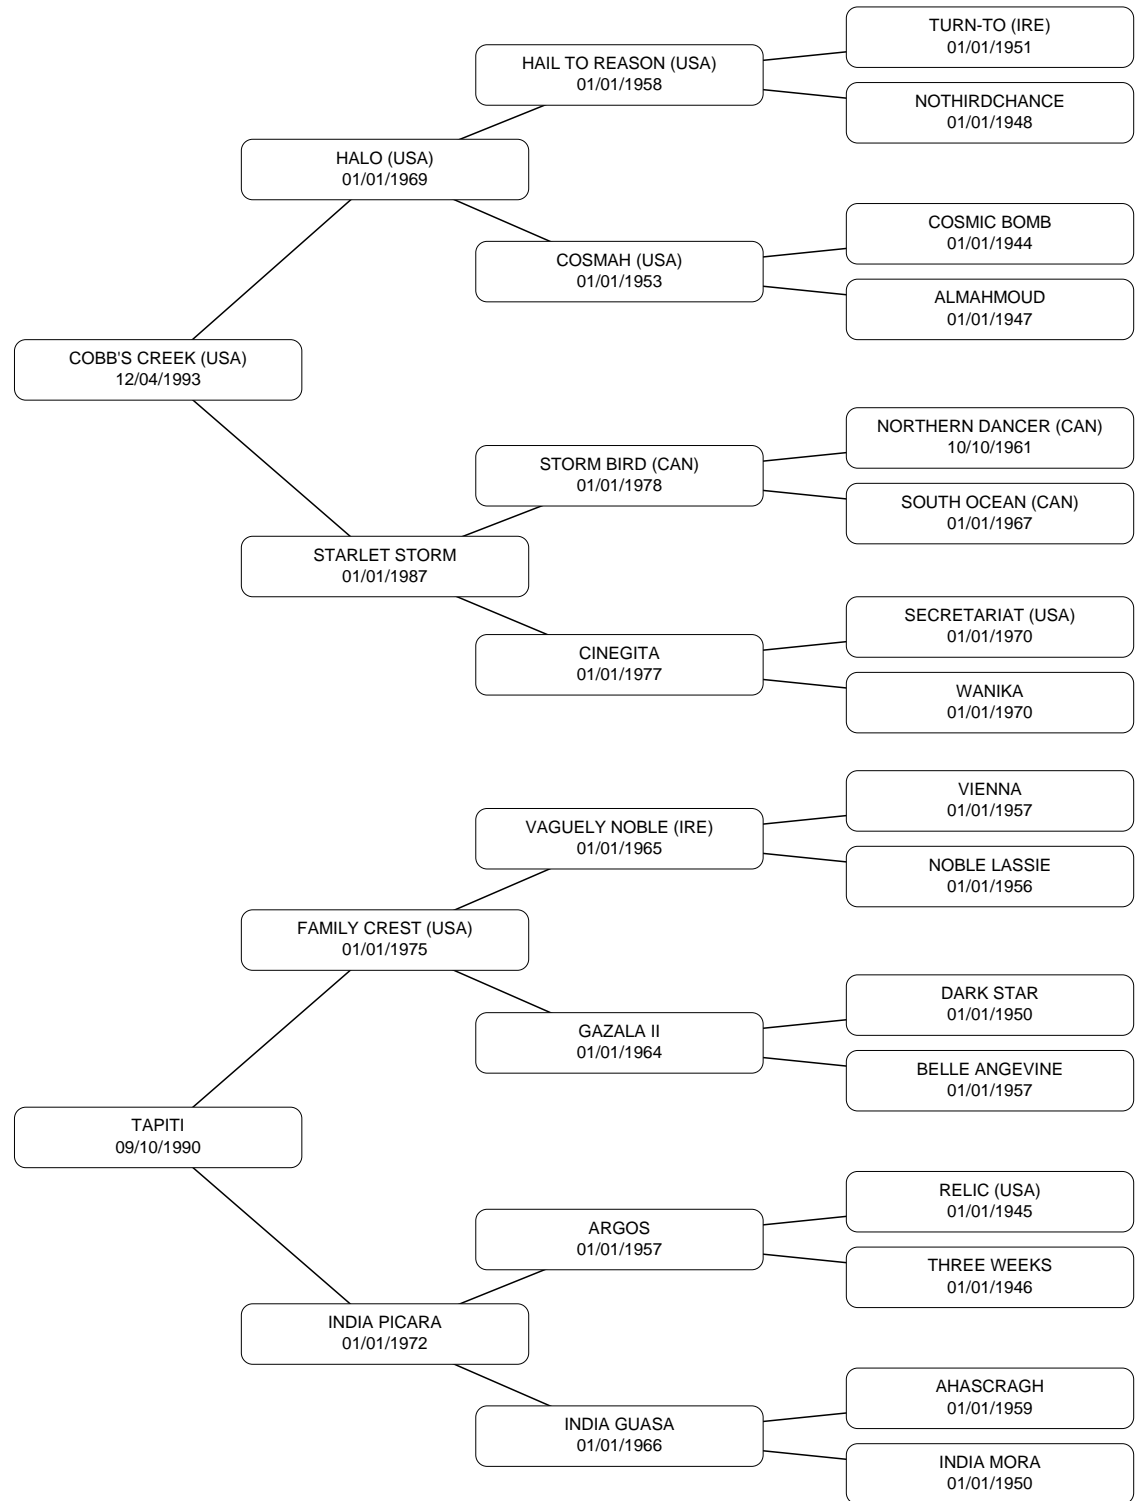 TURN-TO (IRE)
01/01/1951
HAIL TO REASON (USA)
01/01/1958
NOTHIRDCHANCE
01/01/1948
HALO (USA)
01/01/1969
COSMIC BOMB
01/01/1944
COSMAH (USA)
01/01/1953
ALMAHMOUD
01/01/1947
COBB'S CREEK (USA)
12/04/1993
NORTHERN DANCER (CAN)
10/10/1961
STORM BIRD (CAN)
01/01/1978
SOUTH OCEAN (CAN)
01/01/1967
STARLET STORM
01/01/1987
SECRETARIAT (USA)
01/01/1970
CINEGITA
01/01/1977
WANIKA
01/01/1970
VIENNA
01/01/1957
VAGUELY NOBLE (IRE)
01/01/1965
NOBLE LASSIE
01/01/1956
FAMILY CREST (USA)
01/01/1975
DARK STAR
01/01/1950
GAZALA II
01/01/1964
BELLE ANGEVINE
01/01/1957
TAPITI
09/10/1990
RELIC (USA)
01/01/1945
ARGOS
01/01/1957
THREE WEEKS
01/01/1946
INDIA PICARA
01/01/1972
AHASCRAGH
01/01/1959
INDIA GUASA
01/01/1966
INDIA MORA
01/01/1950